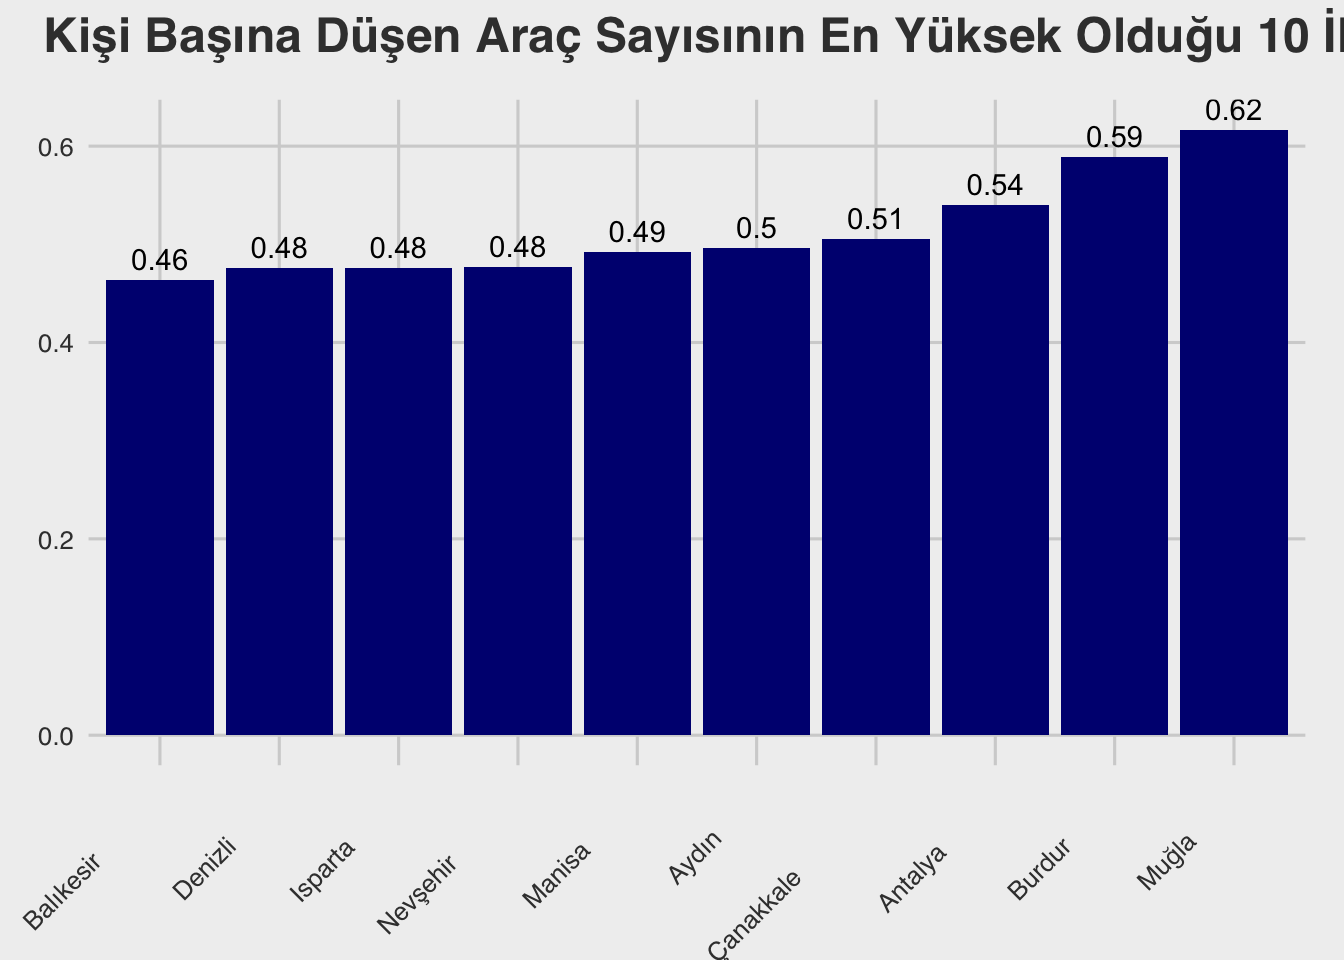 Kişi Başına Düşen Araç Sayısının En Yüksek Olduğu 10 İl
0.62
0.59
0.54
0.51
0.5
0.49
0.48
0.48
0.48
0.46
0.6
0.4
0.2
0.0
Balıkesir
Denizli
Isparta
Nevşehir
Manisa
Aydın
Çanakkale
Antalya
Burdur
Muğla